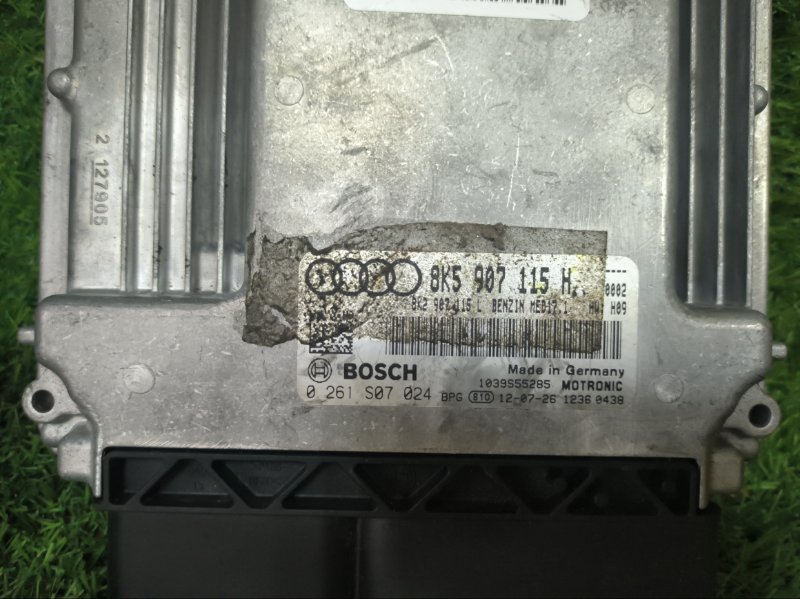 2 127905
8K5 907 115 H
0002
8K2 907 115 L BENZIN MED17.1 HW: H09
BOSCH
Made in Germany
1039S55285 MOTRONIC
0 261 S07 024 BPG 810 12-07-26 1236 0438